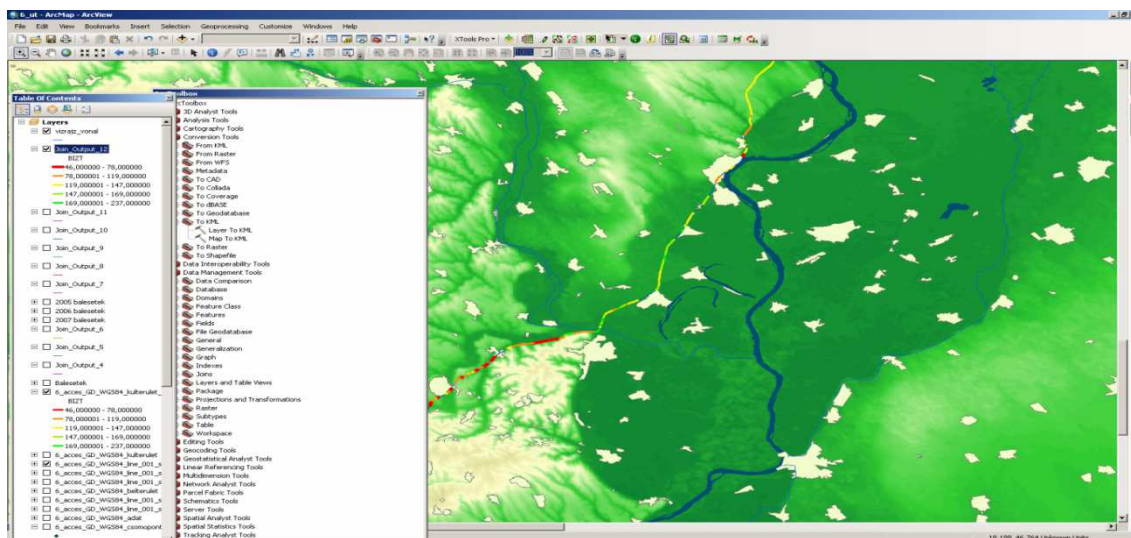 6_ut - ArcMap - ArcView
File Edit View Bookmarks Insert Selection Geoprocessing Customize Windows Help
XTools Pro
Table Of Contents
Layers
vizrajz_vonal
Join_Output_12
BIZT
46,000000 - 78,000000
78,000001 - 119,000000
119,000001 - 147,000000
147,000001 - 169,000000
169,000001 - 237,000000
Join_Output_11
Join_Output_10
Join_Output_9
Join_Output_8
Join_Output_7
2005 balesetek
2006 balesetek
2007 balesetek
Join_Output_6
Join_Output_5
Join_Output_4
Balesetek
6_acces_GD_WGS84_kulterulet_
BIZT
46,000000 - 78,000000
78,000001 - 119,000000
119,000001 - 147,000000
147,000001 - 169,000000
169,000001 - 237,000000
6_acces_GD_WGS84_kulterulet
6_acces_GD_WGS84_line_001_s
6_acces_GD_WGS84_line_001_s
6_acces_GD_WGS84_line_001_s
6_acces_GD_WGS84_belterulet
6_acces_GD_WGS84_line_001_s
6_acces_GD_WGS84_line_001_s
6_acces_GD_WGS84_adat
6_acces_GD_WGS84_csomopont
oolbox
cToolbox
3D Analyst Tools
Analysis Tools
Cartography Tools
Conversion Tools
From KML
From Raster
From WFS
Metadata
To CAD
To Collada
To Coverage
To dBASE
To Geodatabase
To KML
Layer To KML
Map To KML
To Raster
To Shapefile
Data Interoperability Tools
Data Management Tools
Data Comparison
Database
Domains
Feature Class
Features
Fields
File Geodatabase
General
Generalization
Graph
Indexes
Joins
Layers and Table Views
Package
Projections and Transformations
Raster
Subtypes
Table
Workspace
Editing Tools
Geocoding Tools
Geostatistical Analyst Tools
Linear Referencing Tools
Multidimension Tools
Network Analyst Tools
Parcel Fabric Tools
Schematics Tools
Server Tools
Spatial Analyst Tools
Spatial Statistics Tools
Tracking Analyst Tools
Unknown Units